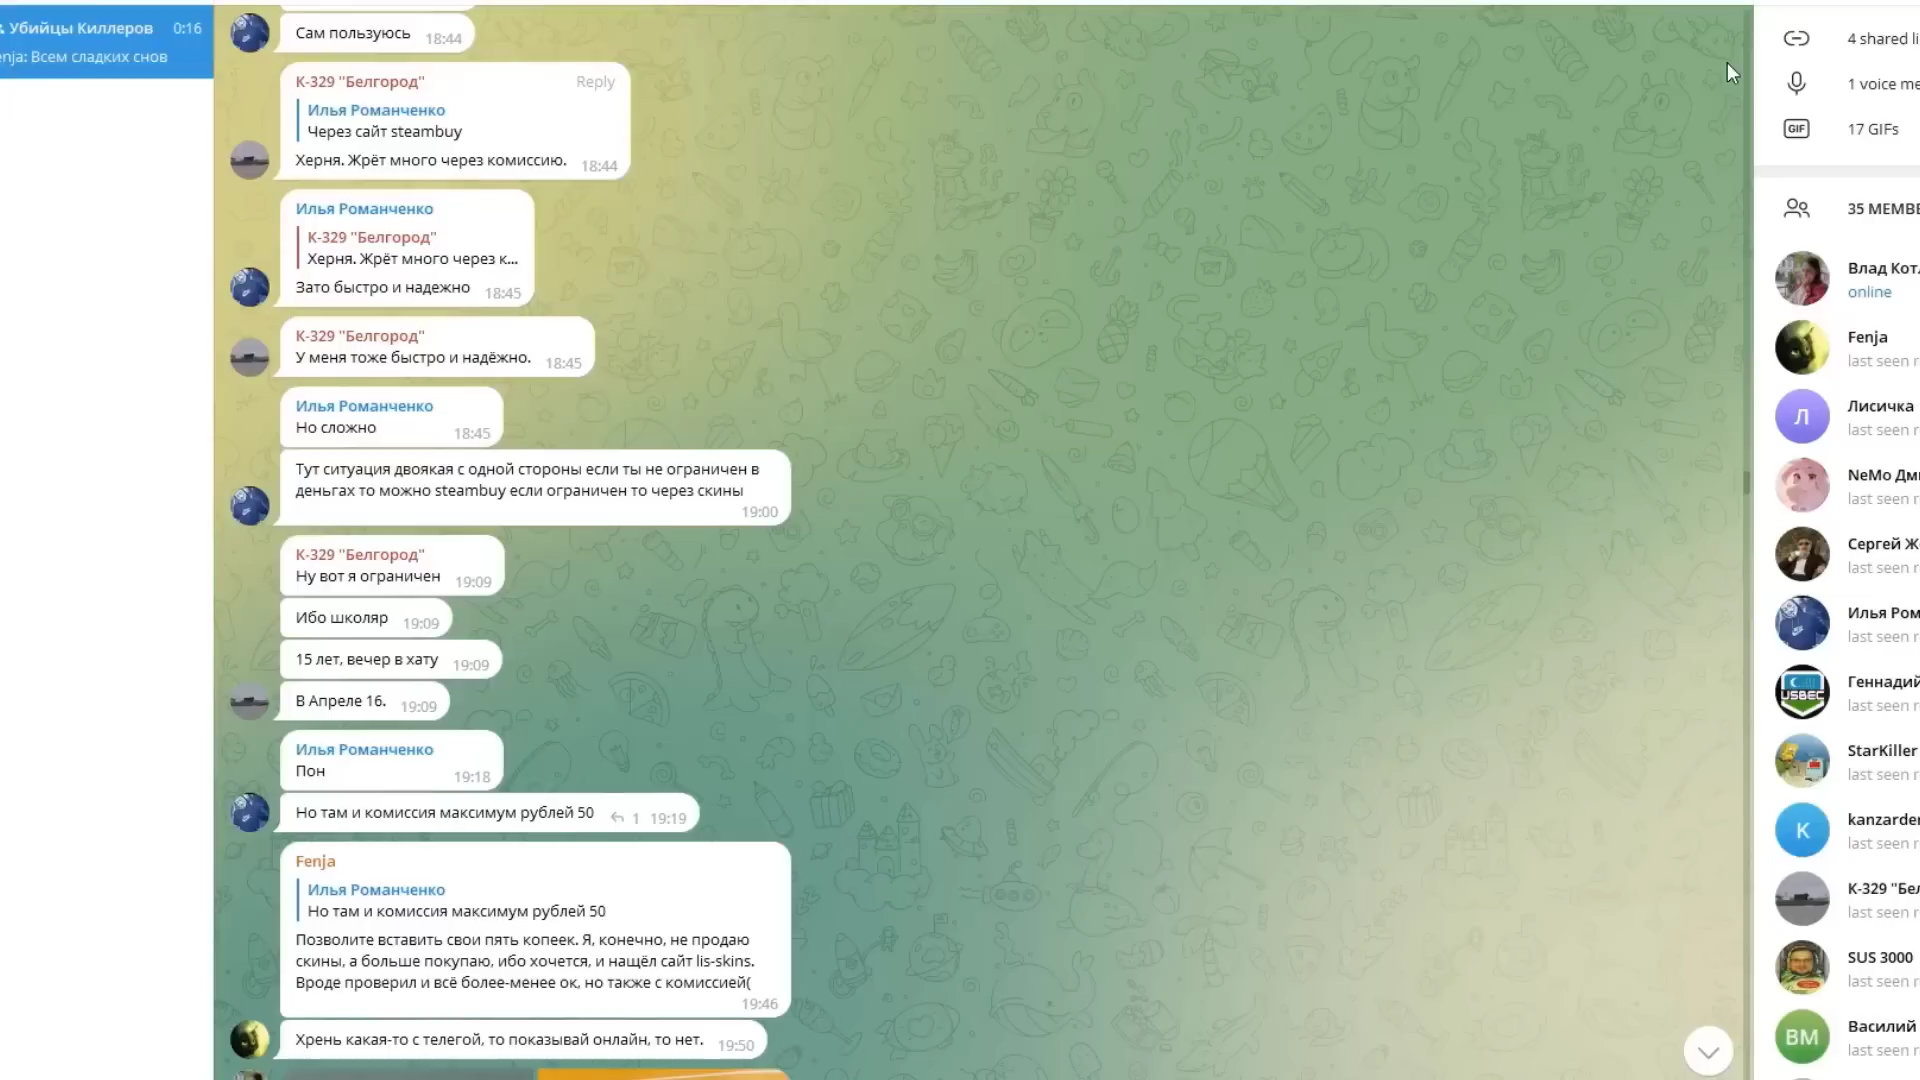 Убийцы Киллеров 0:16
enja: Всем сладких снов
Сам пользуюсь 18:44
К-329 "Белгород" Reply
Илья Романченко
Через сайт steambuy
Херня. Жрёт много через комиссию. 18:44
Илья Романченко
К-329 "Белгород"
Херня. Жрёт много через к...
Зато быстро и надежно 18:45
К-329 "Белгород"
У меня тоже быстро и надёжно. 18:45
Илья Романченко
Но сложно 18:45
Тут ситуация двоякая с одной стороны если ты не ограничен в
деньгах то можно steambuy если ограничен то через скины
19:00
К-329 "Белгород"
Ну вот я ограничен 19:09
Ибо школяр 19:09
15 лет, вечер в хату 19:09
В Апреле 16. 19:09
Илья Романченко
Пон 19:18
Но там и комиссия максимум рублей 50 1 19:19
Fenja
Илья Романченко
Но там и комиссия максимум рублей 50
Позволите вставить свои пять копеек. Я, конечно, не продаю
скины, а больше покупаю, ибо хочется, и нащёл сайт lis-skins.
Вроде проверил и всё более-менее ок, но также с комиссией(
19:46
Хрень какая-то с телегой, то показывай онлайн, то нет. 19:50
4 shared li
1 voice me
GIF 17 GIFs
35 MEMBE
Влад Кот
online
Fenja
last seen r
Л Лисичка
last seen r
NeMo Дми
last seen r
Сергей Ж
last seen r
Илья Ром
last seen r
USBEC Геннадий
last seen r
StarKiller
last seen r
K kanzarder
last seen r
К-329 "Бел
last seen r
SUS 3000
last seen r
ВМ Василий
last seen r